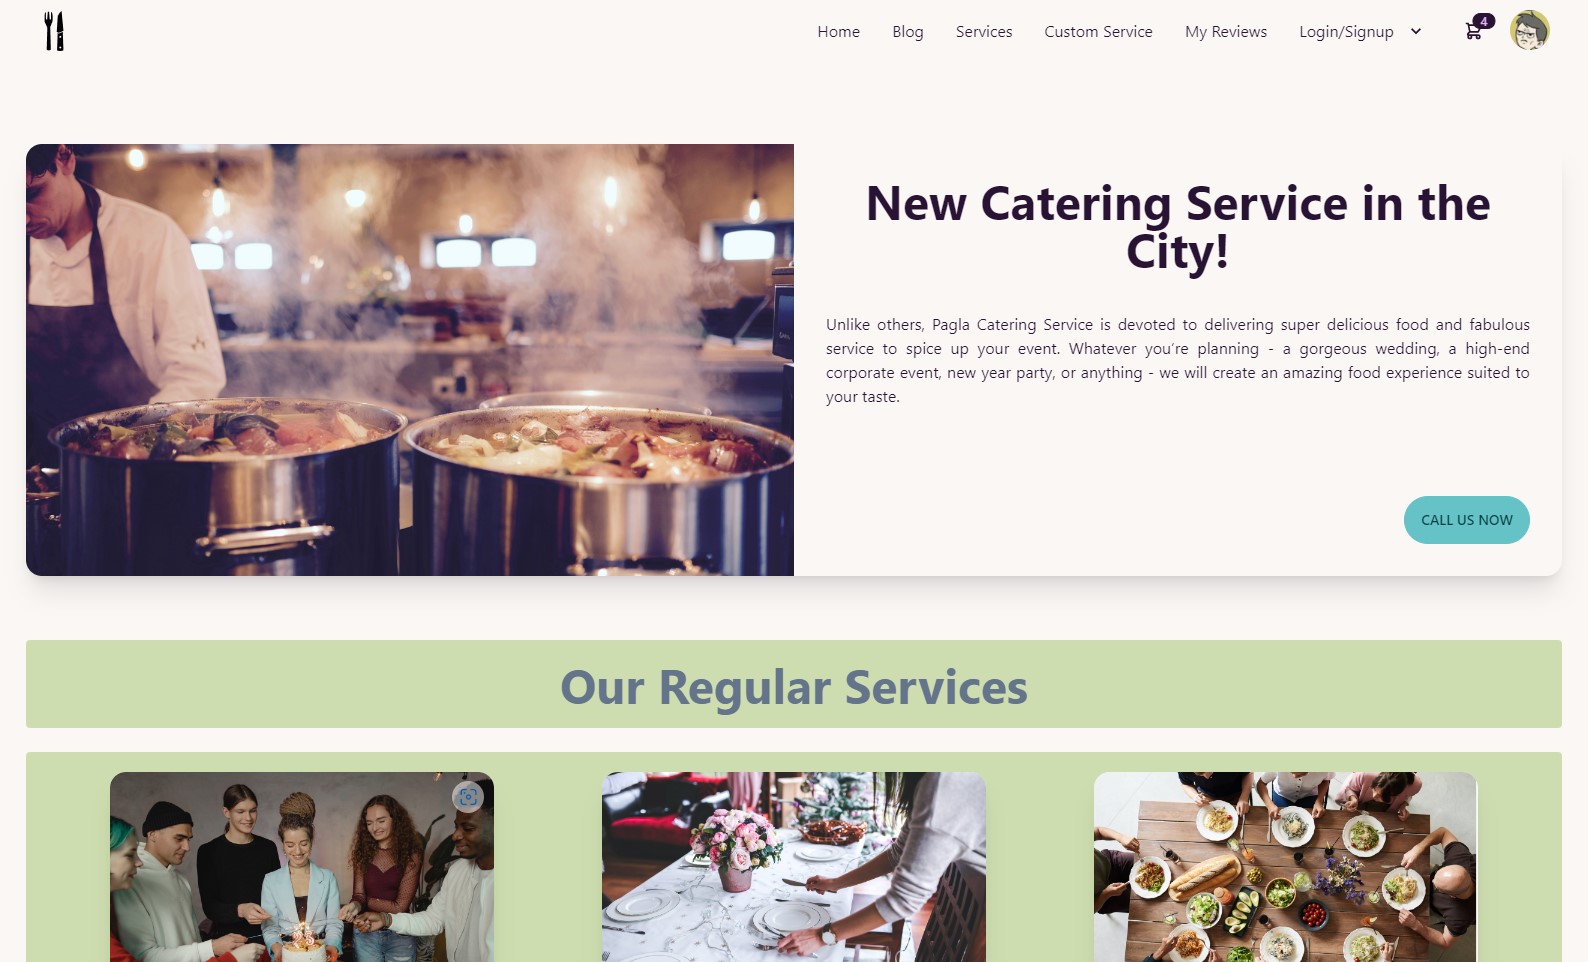 Home Blog Services Custom Service My Reviews Login/Signup 4
New Catering Service in the
City!
Unlike others, Pagla Catering Service is devoted to delivering super delicious food and fabulous
service to spice up your event. Whatever you're planning - a gorgeous wedding, a high-end
corporate event, new year party, or anything - we will create an amazing food experience suited to
your taste.
CALL US NOW
Our Regular Services